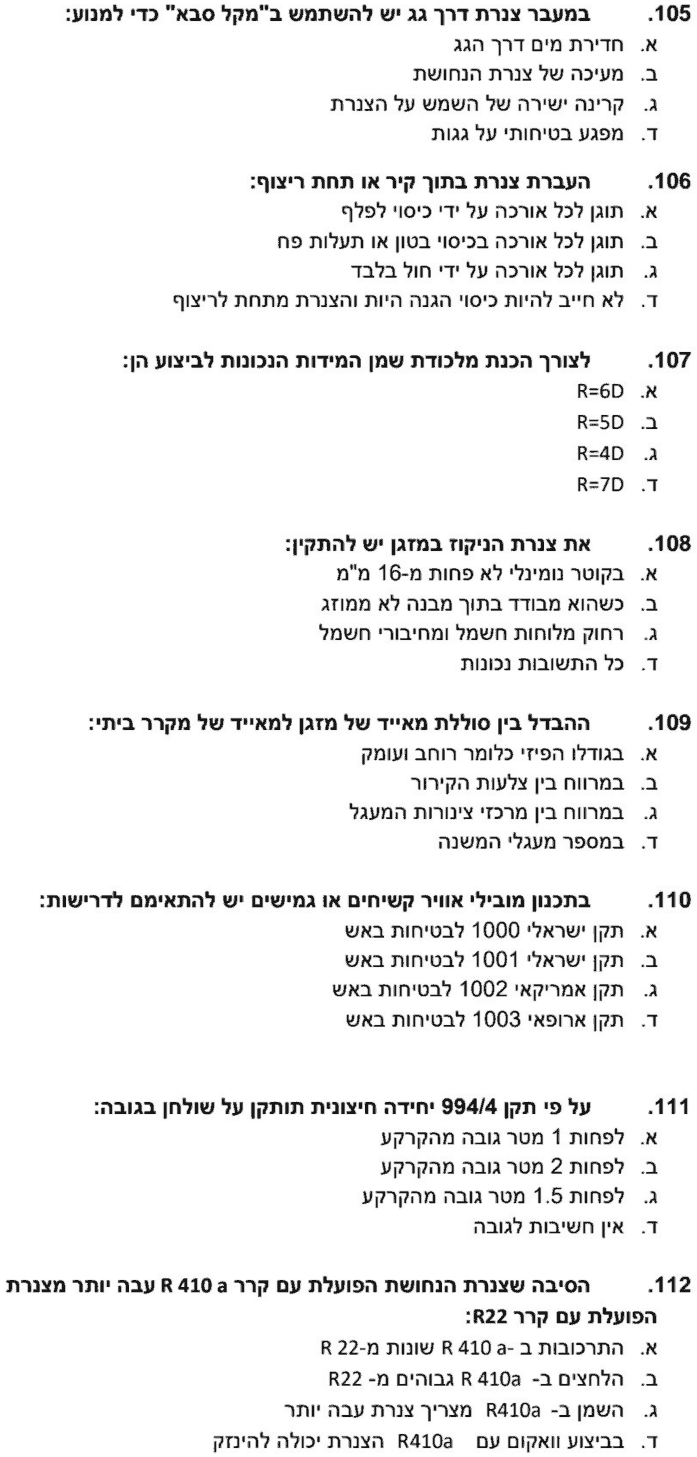 105. במעבר צנרת דרך גג יש להשתמש ב"מקל סבא" כדי למנוע:
א. חדירת מים דרך הגג
ב. מעיכה של צנרת הנחושת
ג. קרינה ישירה של השמש על הצנרת
ד. מפגע בטיחותי על גגות
106. העברת צנרת בתוך קיר או תחת ריצוף:
א. תוגן לכל אורכה על ידי כיסוי לפלף
ב. תוגן לכל אורכה בכיסוי בטון או תעלות פח
ג. תוגן לכל אורכה על ידי חול בלבד
ד. לא חייב להיות כיסוי הגנה היות והצנרת מתחת לריצוף
107. לצורך הכנת מלכודת שמן המידות הנכונות לביצוע הן:
א. R=6D
ב. R=5D
ג. R=4D
ד. R=7D
108. את צנרת הניקוז במזגן יש להתקין:
א. בקוטר נומינלי לא פחות מ-16 מ"מ
ב. כשהוא מבודד בתוך מבנה לא ממוזג
ג. רחוק מלוחות חשמל ומחיבורי חשמל
ד. כל התשובות נכונות
109. ההבדל בין סוללת מאייד של מזגן למאייד של מקרר ביתי:
א. בגודלו הפיזי כלומר רוחב ועומק
ב. במרווח בין צלעות הקירור
ג. במרווח בין מרכזי צינורות המעגל
ד. במספר מעגלי המשנה
110. בתכנון מובילי אוויר קשיחים או גמישים יש להתאימם לדרישות:
א. תקן ישראלי 1000 לבטיחות באש
ב. תקן ישראלי 1001 לבטיחות באש
ג. תקן אמריקאי 1002 לבטיחות באש
ד. תקן ארופאי 1003 לבטיחות באש
111. על פי תקן 994/4 יחידה חיצונית תותקן על שולחן בגובה:
א. לפחות 1 מטר גובה מהקרקע
ב. לפחות 2 מטר גובה מהקרקע
ג. לפחות 1.5 מטר גובה מהקרקע
ד. אין חשיבות לגובה
112. הסיבה שצנרת הנחושת הפועלת עם קרר R 410 a עבה יותר מצנרת
הפועלת עם קרר R22:
א. התרכובות ב -R 410 a שונות מ-R 22
ב. הלחצים ב- R 410a גבוהים מ- R22
ג. השמן ב- R410a מצריך צנרת עבה יותר
ד. בביצוע וואקום עם R410a הצנרת יכולה להינזק